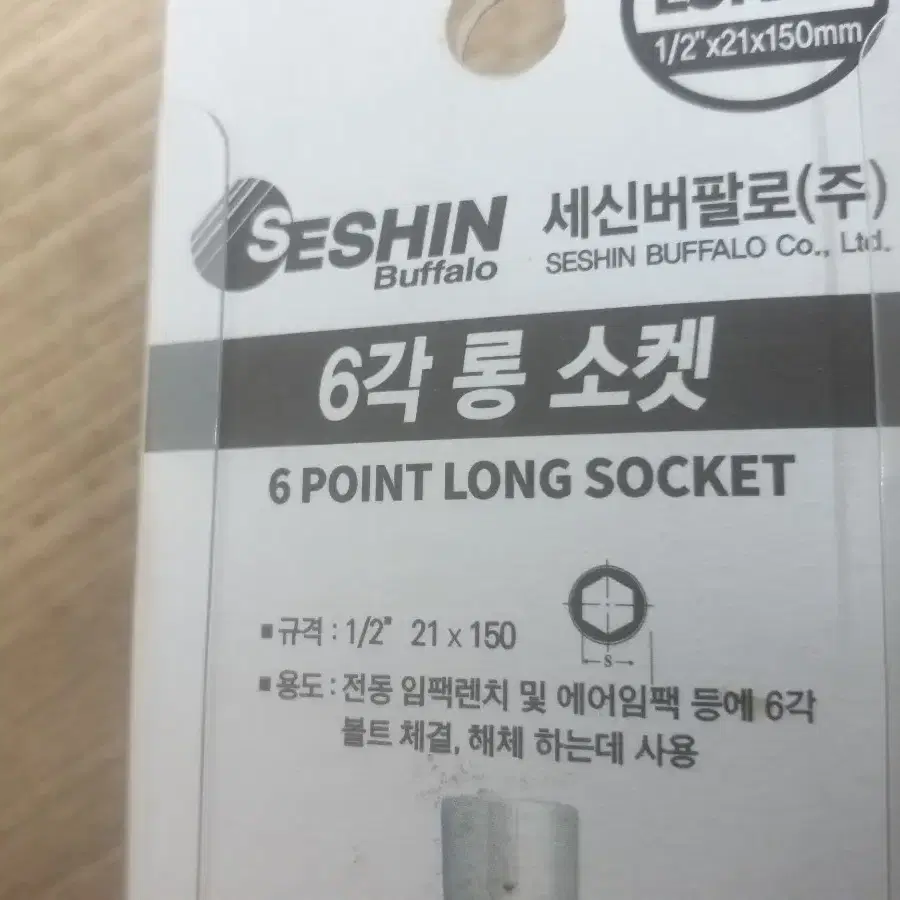 1/2"x21x150mm
SESHIN
Buffalo
세신버팔로(주)
SESHIN BUFFALO Co., Ltd.
6각 롱 소켓
6 POINT LONG SOCKET
▪규격 : 1/2" 21 x 150
S
▪용도 : 전동 임팩렌치 및 에어임팩 등에 6각
볼트 체결, 해체 하는데 사용